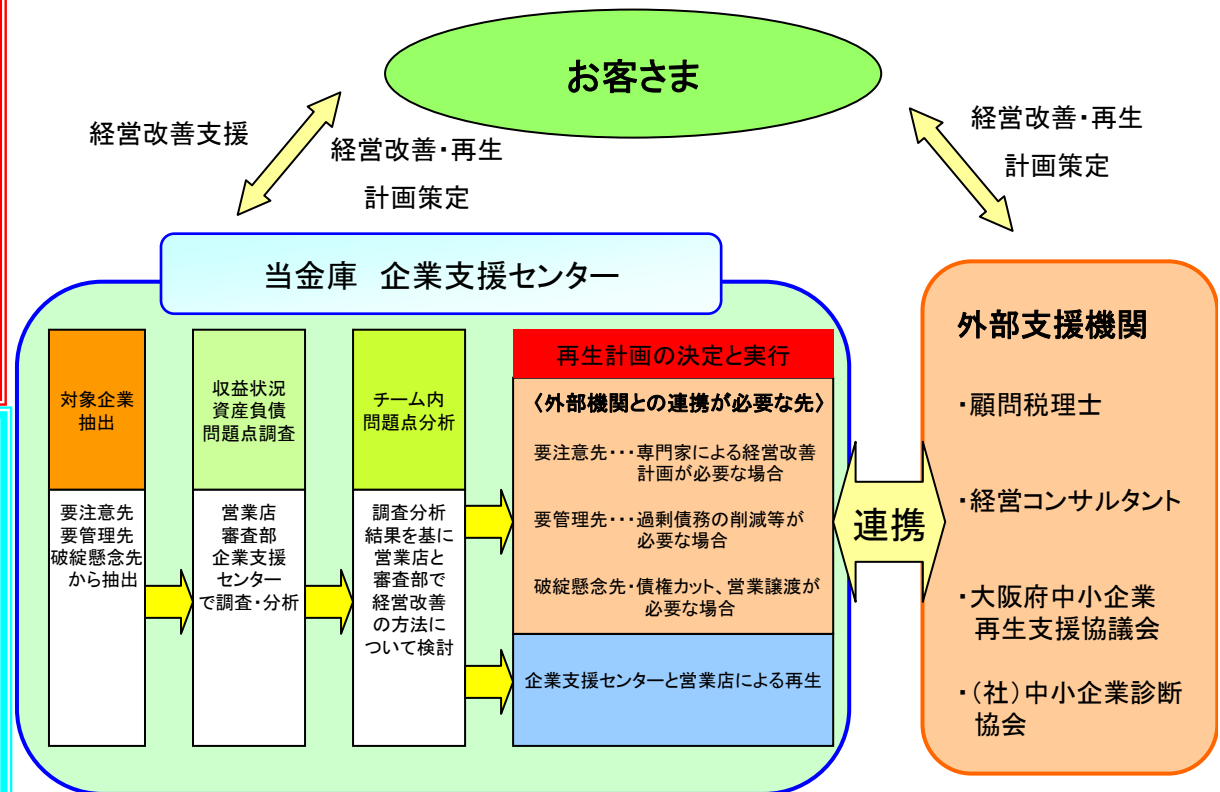 お客さま
経営改善支援
経営改善・再生
計画策定
経営改善・再生
計画策定
当金庫　企業支援センター
対象企業
抽出
要注意先
要管理先
破綻懸念先
から抽出
収益状況
資産負債
問題点調査
営業店
審査部
企業支援
センター
で調査・分析
チーム内
問題点分析
調査分析
結果を基に
営業店と
審査部で
経営改善
の方法に
ついて検討
再生計画の決定と実行
〈外部機関との連携が必要な先〉
要注意先・・・専門家による経営改善
計画が必要な場合
要管理先・・・過剰債務の削減等が
必要な場合
破綻懸念先・債権カット、営業譲渡が
必要な場合
企業支援センターと営業店による再生
連携
外部支援機関
・顧問税理士
・経営コンサルタント
・大阪府中小企業
再生支援協議会
・(社)中小企業診断
協会